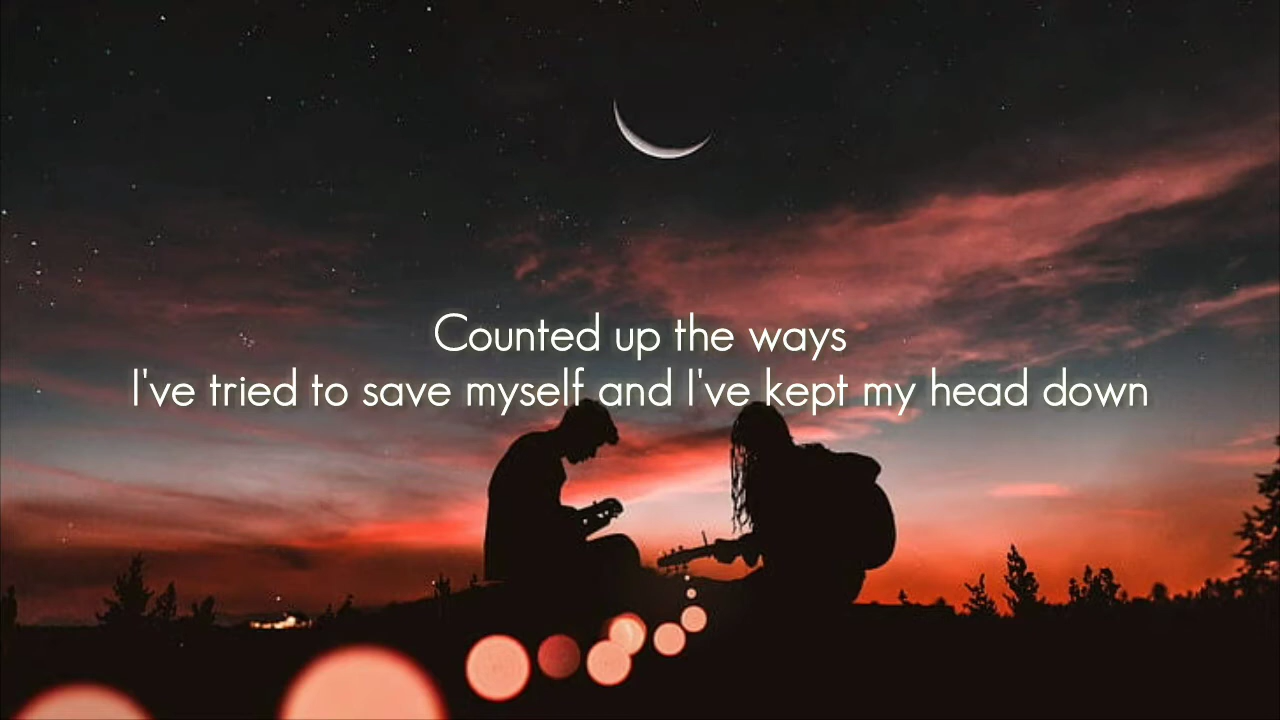 Counted up the ways
I've tried to save myself and I've kept my head down